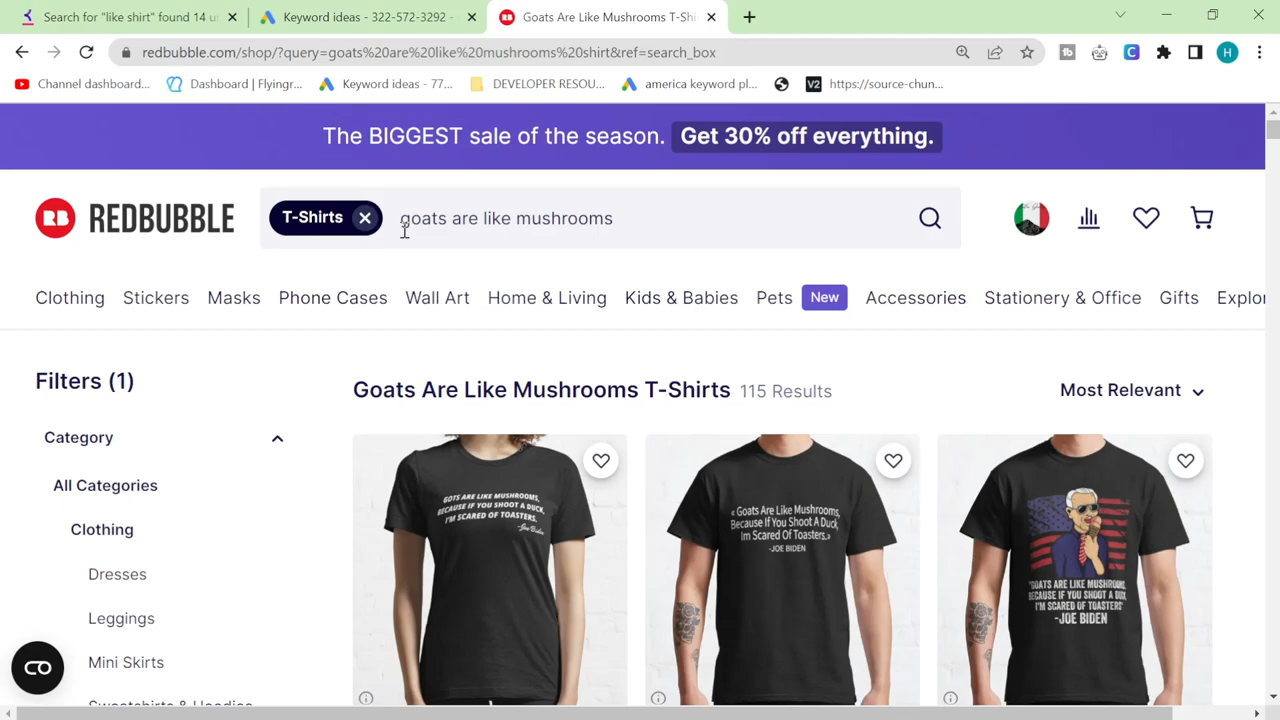 Search for "like shirt" found 14 u
Keyword ideas - 322-572-3292 -
Goats Are Like Mushrooms T-Shi
redbubble.com/shop/?query=goats%20are%20like%20mushrooms%20shirt&ref=search_box
Channel dashboard...
Dashboard | Flyingr...
Keyword ideas - 77...
DEVELOPER RESOU...
america keyword pl...
V2
https://source-chun...
The BIGGEST sale of the season. Get 30% off everything.
RB REDBUBBLE
T-Shirts
goats are like mushrooms
Clothing Stickers Masks Phone Cases Wall Art Home & Living Kids & Babies Pets New Accessories Stationery & Office Gifts Explor
Filters (1)
Goats Are Like Mushrooms T-Shirts 115 Results
Most Relevant
Category
All Categories
Clothing
Dresses
Leggings
Mini Skirts
Sweatshirts & Hoodies
GOTS ARE LIKE MUSHROOMS,
BECAUSE IF YOU SHOOT A DUCK,
I'M SCARED OF TOASTERS.
Joe Biden
« Goats Are Like Mushrooms,
Because If You Shoot A Duck,
Im Scared Of Toasters.»
-JOE BIDEN
"GOATS ARE LIKE MUSHROOMS,
BECAUSE IF YOU SHOOT A DUCK,
I'M SCARED OF TOASTERS"
-JOE BIDEN